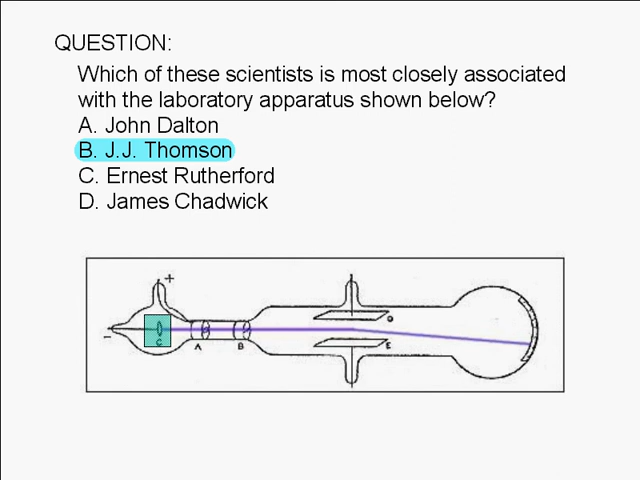 QUESTION:
Which of these scientists is most closely associated
with the laboratory apparatus shown below?
A. John Dalton
B. J.J. Thomson
C. Ernest Rutherford
D. James Chadwick
+
D
-
C
A
B
E